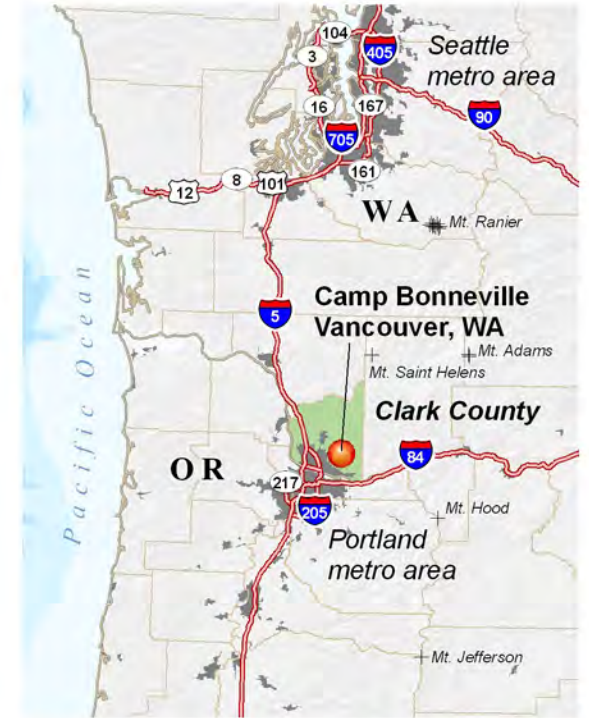 104
3
405
Seattle
metro area
16
167
90
705
161
8
101
12
WA
Mt. Ranier
Pacific Ocean
Camp Bonneville
Vancouver, WA
5
Mt. Adams
Mt. Saint Helens
Clark County
OR
84
217
205
Mt. Hood
Portland
metro area
Mt. Jefferson